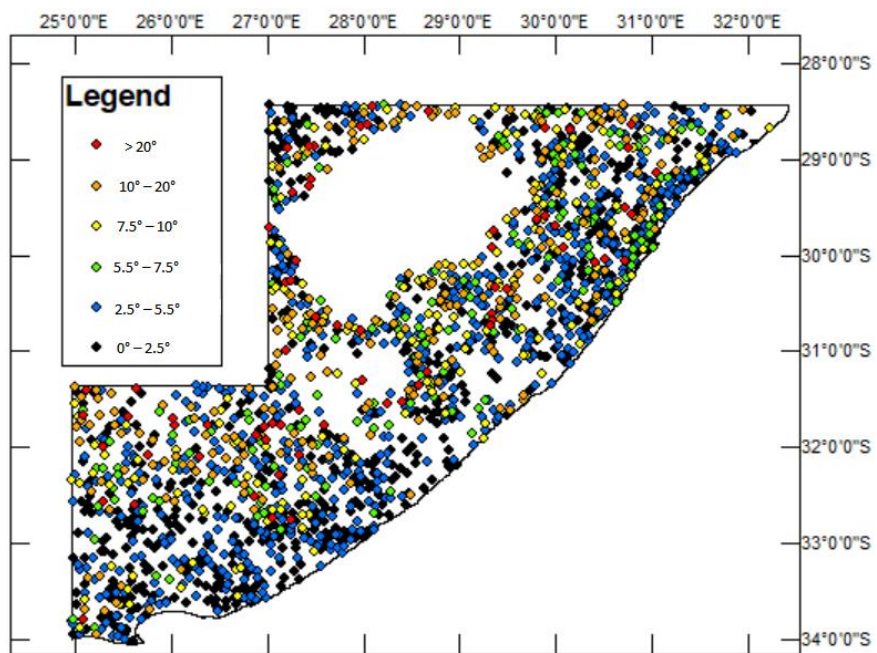 25°0'0"E 26°0'0"E 27°0'0"E 28°0'0"E 29°0'0"E 30°0'0"E 31°0'0"E 32°0'0"E
28°0'0"S
29°0'0"S
30°0'0"S
31°0'0"S
32°0'0"S
33°0'0"S
34°0'0"S
Legend
> 20°
10° – 20°
7.5° – 10°
5.5° – 7.5°
2.5° – 5.5°
0° – 2.5°